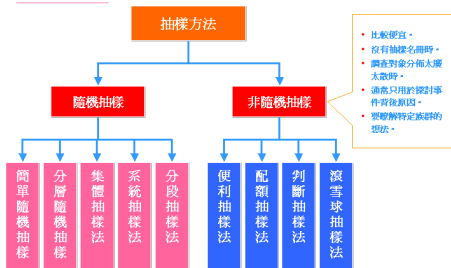 抽樣方法
• 比較便宜。
• 沒有抽樣名冊時。
• 調查對象分佈太廣
太散時。
• 通常只用於探討事
件背後原因。
• 要瞭解特定族群的
想法。
隨機抽樣
非隨機抽樣
簡單隨機抽樣
分層隨機抽樣
集體抽樣法
系統抽樣法
分段抽樣法
便利抽樣法
配額抽樣法
判斷抽樣法
滾雪球抽樣法